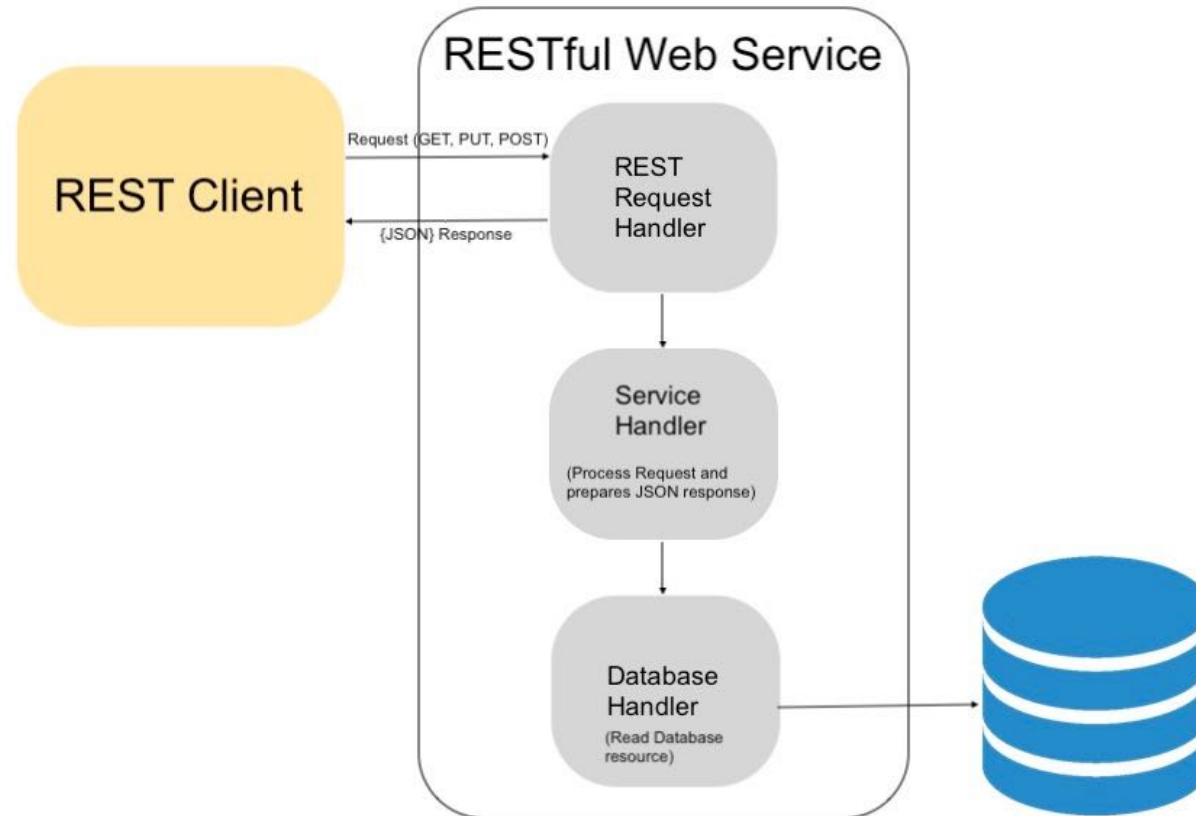 RESTful Web Service
REST Client
Request (GET, PUT, POST)
{JSON} Response
REST
Request
Handler
Service
Handler
(Process Request and
prepares JSON response)
Database
Handler
(Read Database
resource)